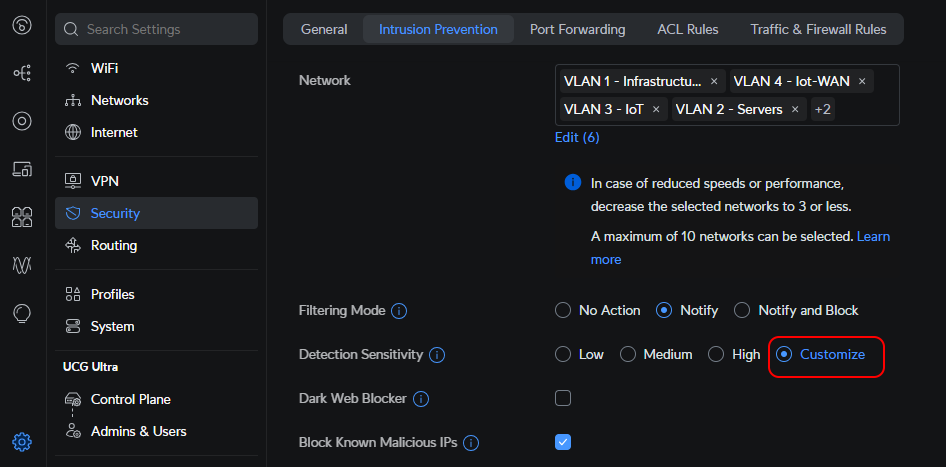 Search Settings
WiFi
Networks
Internet
VPN
Security
Routing
Profiles
System
UCG Ultra
Control Plane
Admins & Users
General Intrusion Prevention Port Forwarding ACL Rules Traffic & Firewall Rules
Network
VLAN 1 - Infrastructu... × VLAN 4 - Iot-WAN ×
VLAN 3 - IoT × VLAN 2 - Servers × +2
Edit (6)
In case of reduced speeds or performance,
decrease the selected networks to 3 or less.
A maximum of 10 networks can be selected. Learn
more
Filtering Mode No Action Notify Notify and Block
Detection Sensitivity Low Medium High Customize
Dark Web Blocker
Block Known Malicious IPs